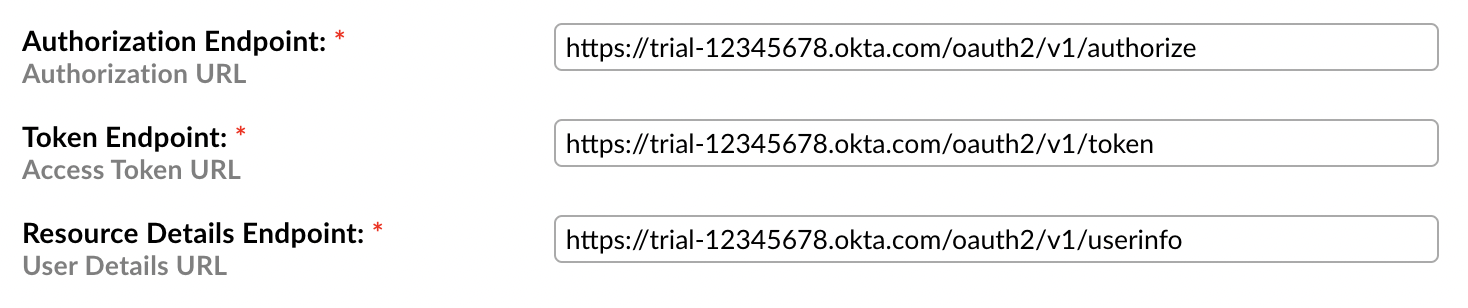 Authorization Endpoint: *
https://trial-12345678.okta.com/oauth2/v1/authorize
Authorization URL
Token Endpoint: *
https://trial-12345678.okta.com/oauth2/v1/token
Access Token URL
Resource Details Endpoint: *
https://trial-12345678.okta.com/oauth2/v1/userinfo
User Details URL